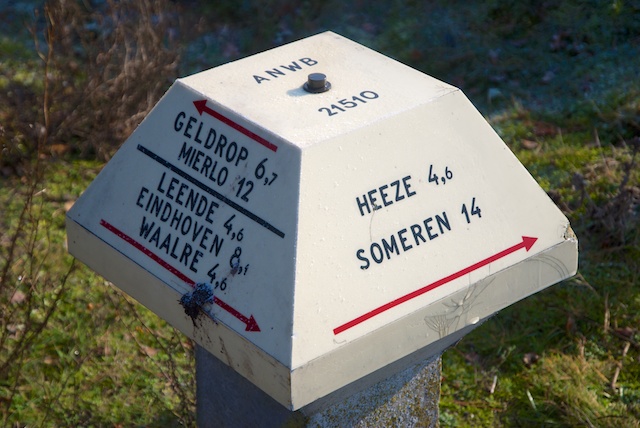 ANWB
21510
GELDROP 6,7
MIERLO 12
LEENDE 4,6
EINDHOVEN 8,1
WAALRE 4,6
HEEZE 4,6
SOMEREN 14